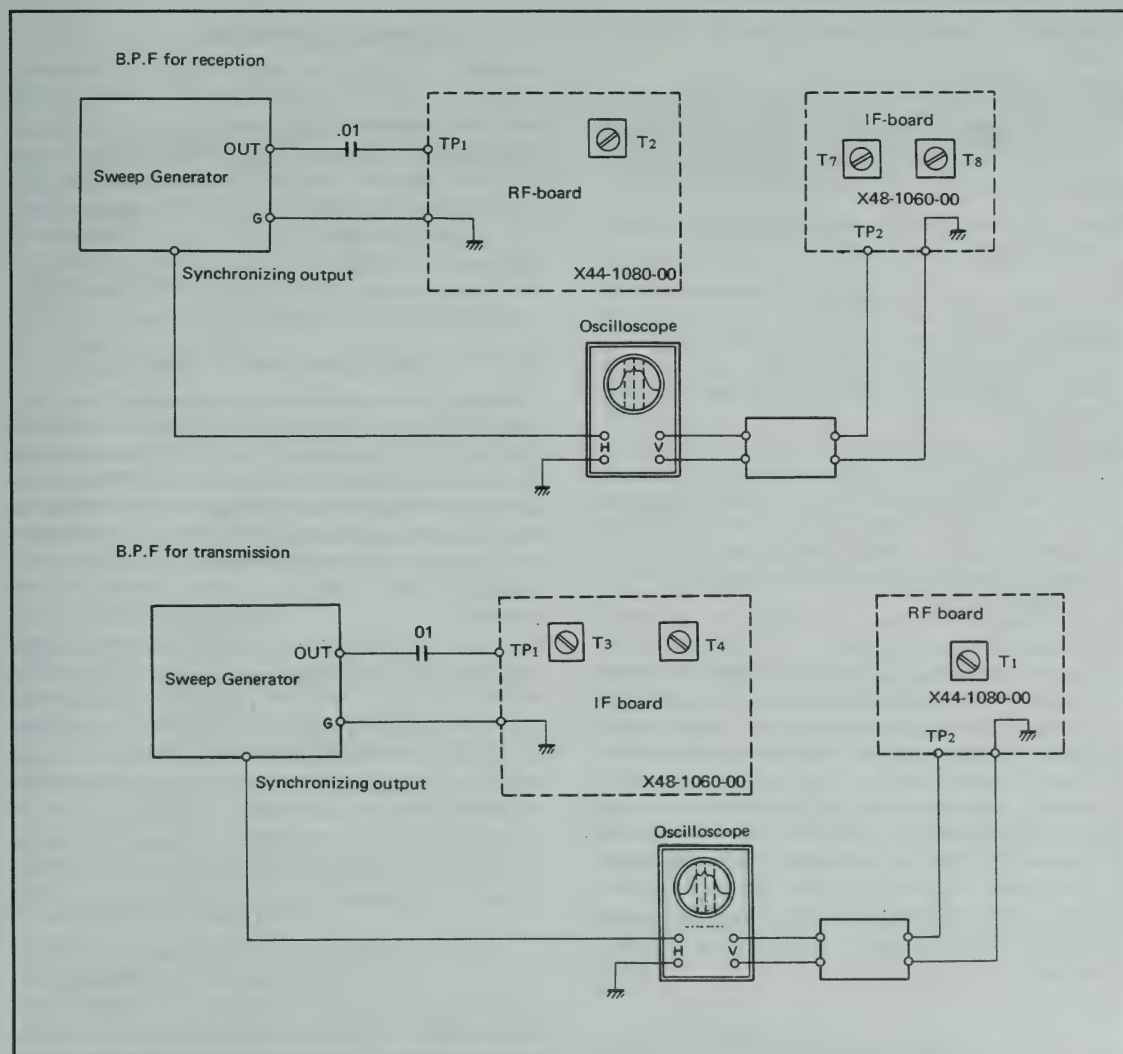 B.P.F for reception
Sweep Generator
OUT
G
.01
TP1
T2
RF-board
X44-1080-00
Synchronizing output
IF-board
T7
T8
X48-1060-00
TP2
Oscilloscope
H
V
B.P.F for transmission
Sweep Generator
OUT
G
01
TP1
T3
T4
IF board
X48-1060-00
Synchronizing output
RF board
T1
X44-1080-00
TP2
Oscilloscope
H
V